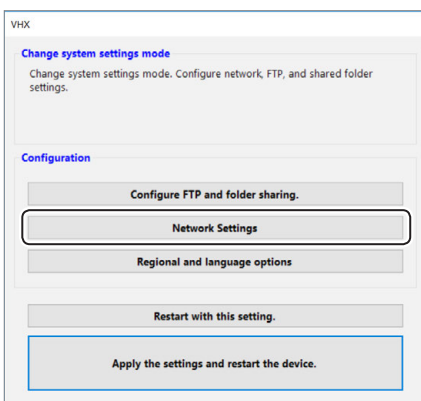 VHX
Change system settings mode
Change system settings mode. Configure network, FTP, and shared folder
settings.
Configuration
Configure FTP and folder sharing.
Network Settings
Regional and language options
Restart with this setting.
Apply the settings and restart the device.